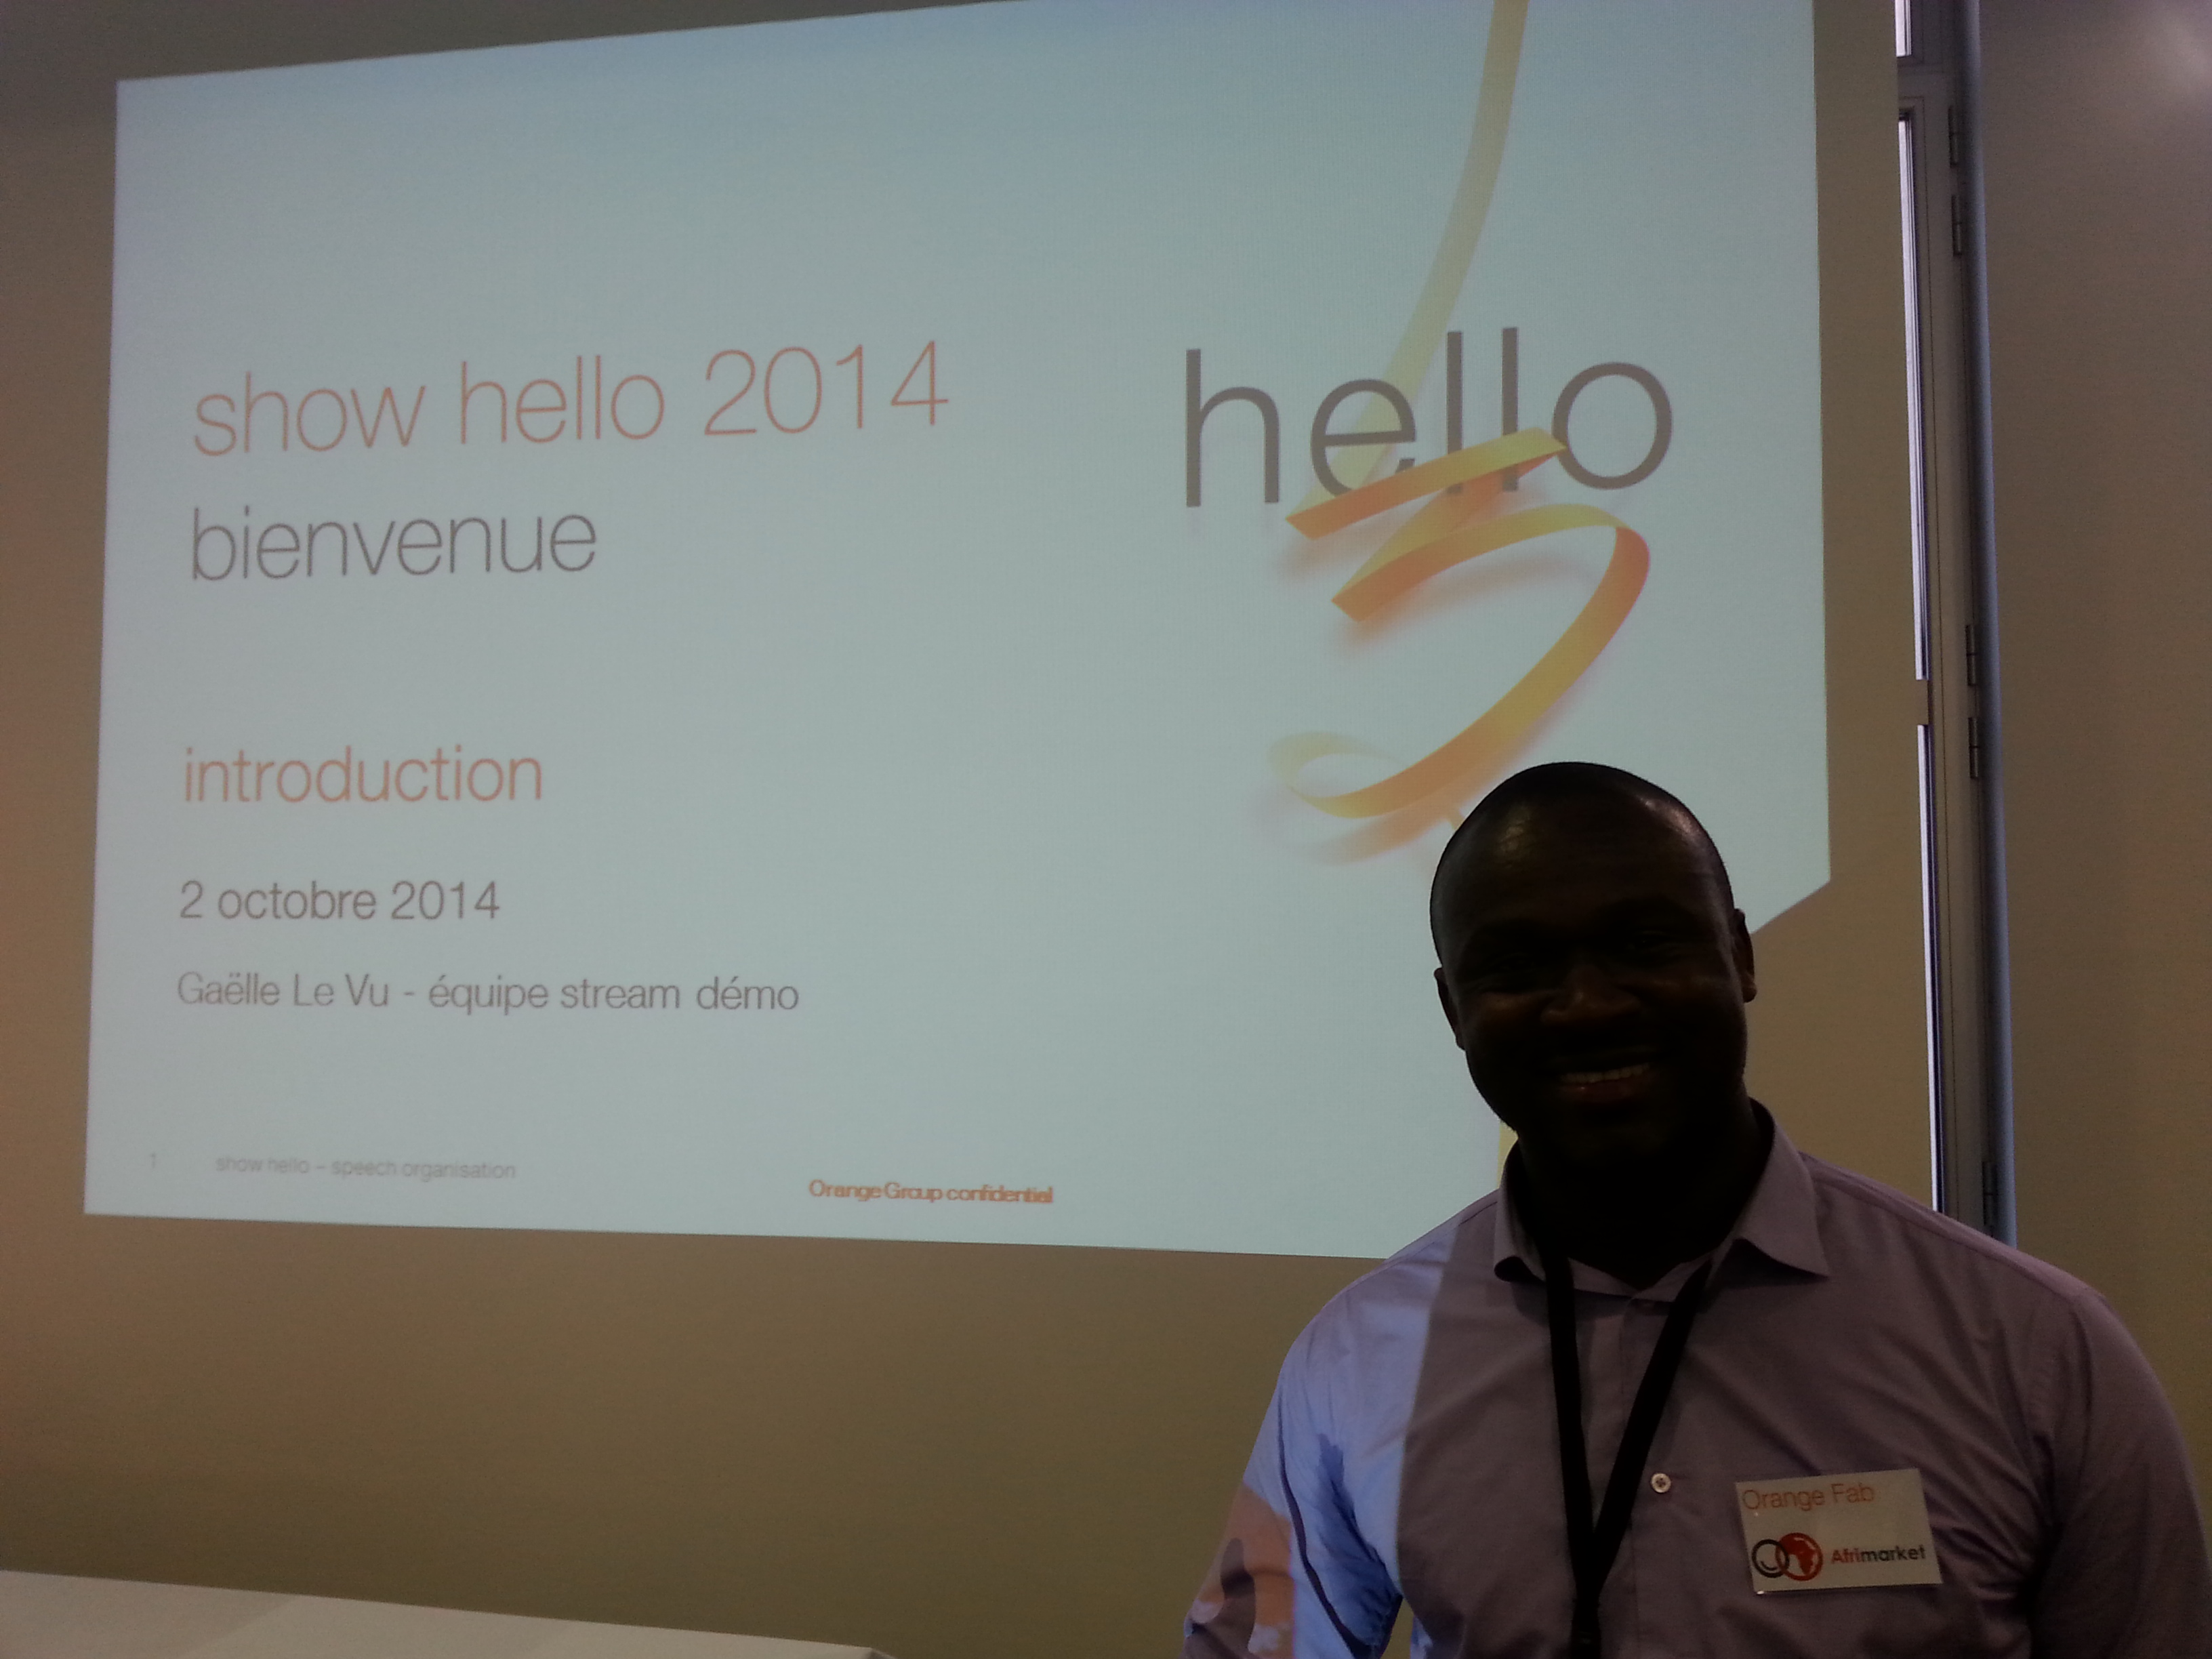 show hello 2014
bienvenue
hello
introduction
2 octobre 2014
Gaëlle Le Vu - équipe stream démo
1 show hello – speech organisation
Orange Group confidential
Orange Fab
Afrimarket